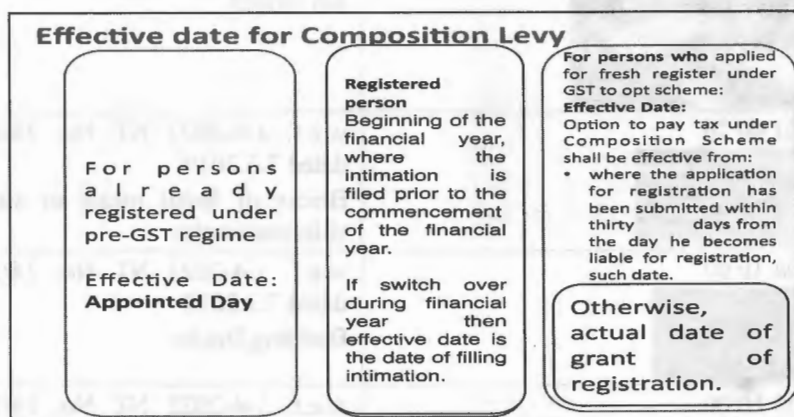 Effective date for Composition Levy
For persons
already
registered under
pre-GST regime
Effective Date:
Appointed Day
Registered
person
Beginning of the
financial year,
where the
intimation is
filed prior to the
commencement
of the financial
year.
If switch over
during financial
year then
effective date is
the date of filling
intimation.
For persons who applied
for fresh register under
GST to opt scheme:
Effective Date:
Option to pay tax under
Composition Scheme
shall be effective from:
• where the application
for registration has
been submitted within
thirty days from
the day he becomes
liable for registration,
such date.
Otherwise,
actual date of
grant of
registration.